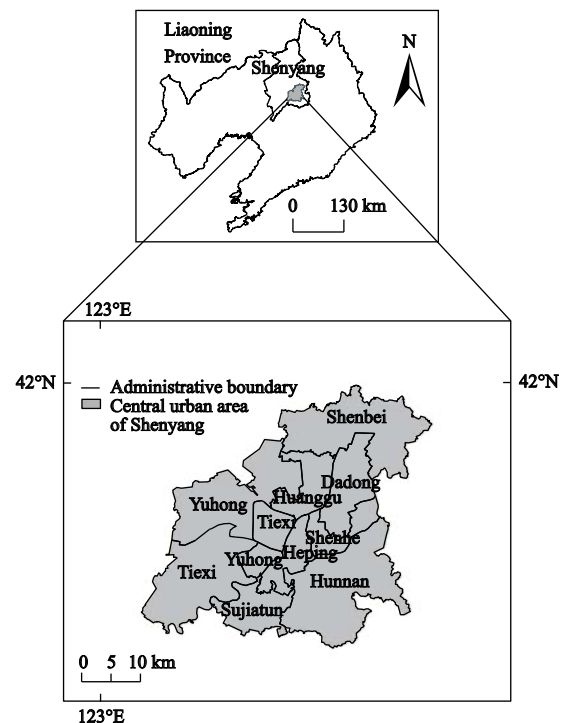 Liaoning
Province
Shenyang
N
0 130 km
123°E
42°N
42°N
Administrative boundary
Central urban area
of Shenyang
Shenbei
Dadong
Huanggu
Yuhong
Tiexi
Shenhe
Heping
Yuhong
Tiexi
Hunnan
Sujiatun
0 5 10 km
123°E